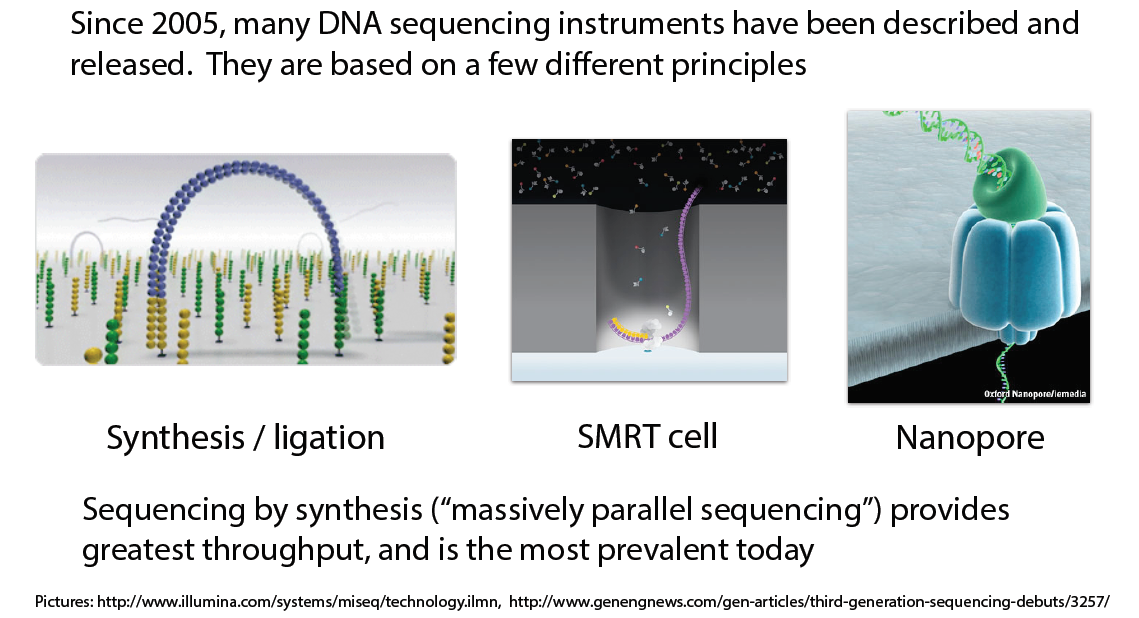 Since 2005, many DNA sequencing instruments have been described and
released.  They are based on a few different principles
Oxford Nanopore/iemedia
Synthesis / ligation
SMRT cell
Nanopore
Sequencing by synthesis (“massively parallel sequencing”) provides
greatest throughput, and is the most prevalent today
Pictures: http://www.illumina.com/systems/miseq/technology.ilmn,  http://www.genengnews.com/gen-articles/third-generation-sequencing-debuts/3257/